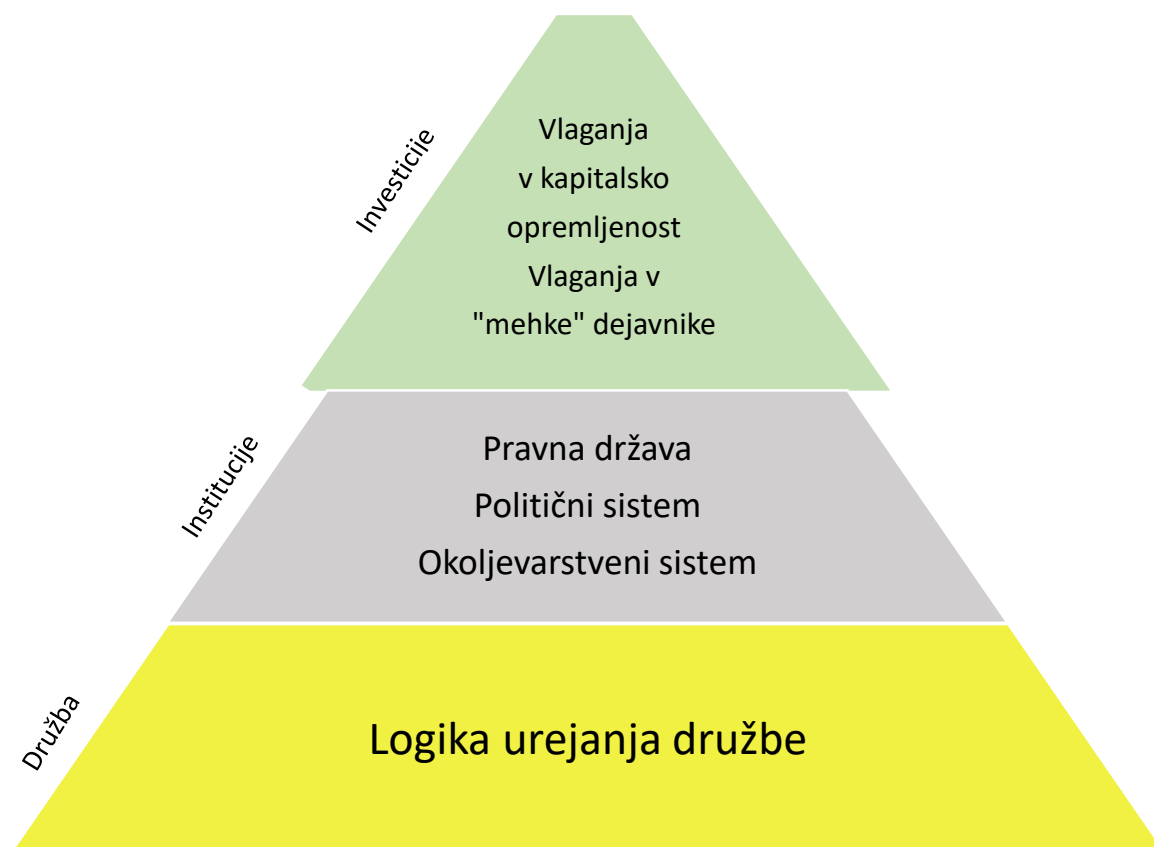 Investicije
Vlaganja
v kapitalsko
opremljenost
Vlaganja v
"mehke" dejavnike
Institucije
Pravna država
Politični sistem
Okoljevarstveni sistem
Družba
Logika urejanja družbe